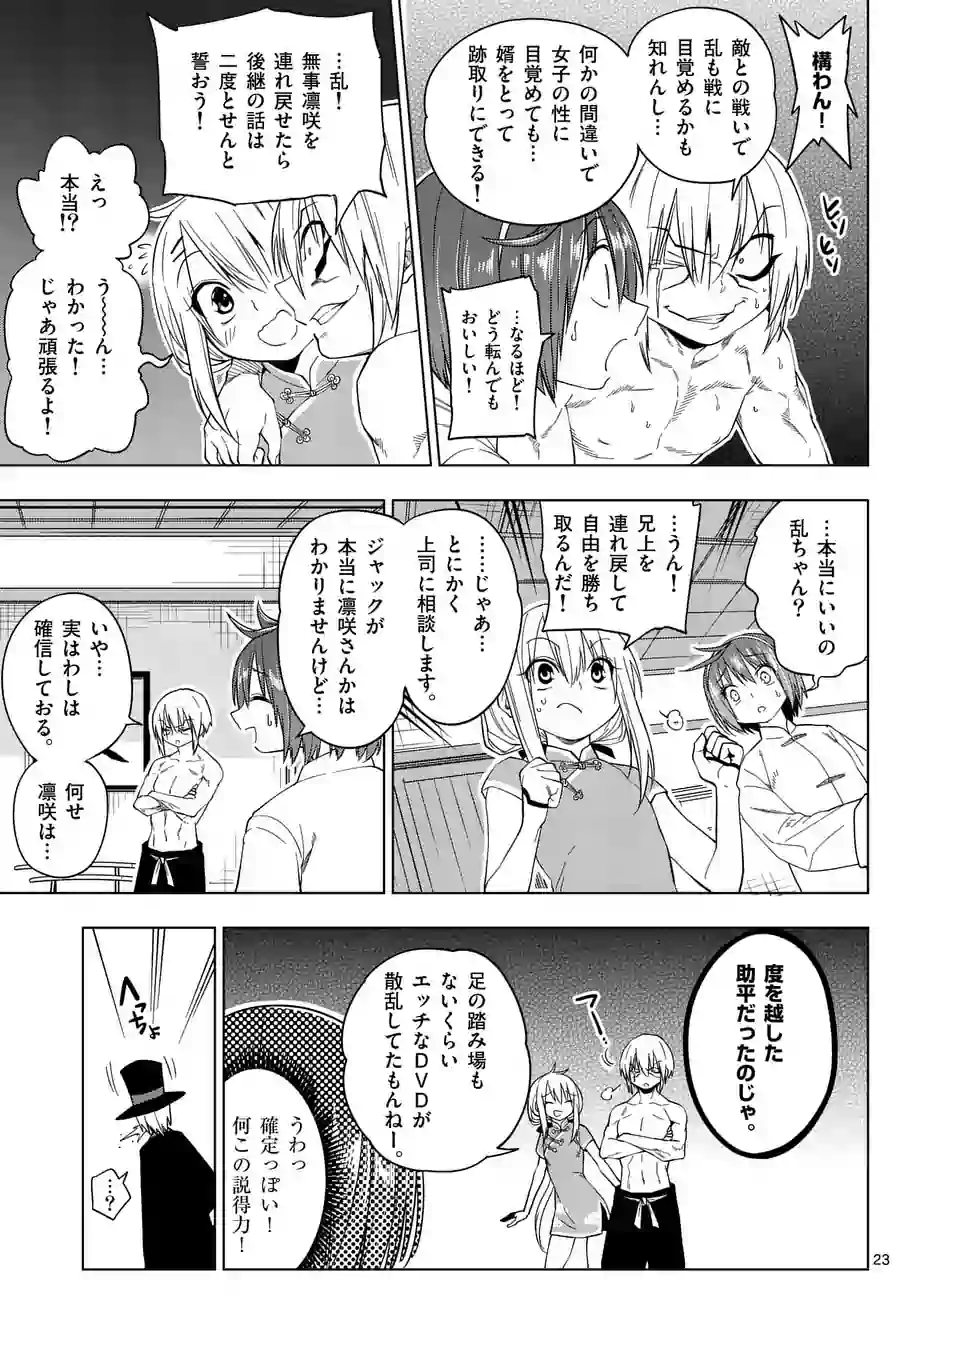 構わん！
敵との戦いで
乱も戦に
目覚めるかも
知れんし…
何かの間違いで
女子の性に
目覚めても…
婿をとって
跡取りにできる！
ヒソ
ヒソ
…なるほど！
どう転んでも
おいしい！
…乱！
無事凛咲を
連れ戻せたら
後継の話は
二度とせんと
誓おう！
えっ
本当!?
う～～～ん…
わかった！
じゃあ頑張るよ！
…本当にいいの
乱ちゃん？
…うん！
兄上を
連れ戻して
自由を勝ち
取るんだ！
……じゃあ…
とにかく
上司に相談します。
ジャックが
本当に凛咲さんかは
わかりませんけど…
いや…
実はわしは
確信しておる。
何せ
凛咲は…
度を越した
助平だったのじゃ。
フー…
足の踏み場も
ないくらい
エッチなDVDが
散乱してたもんねー。
うわっ
確定っぽい！
何この説得力！
へっちょ
…？
23